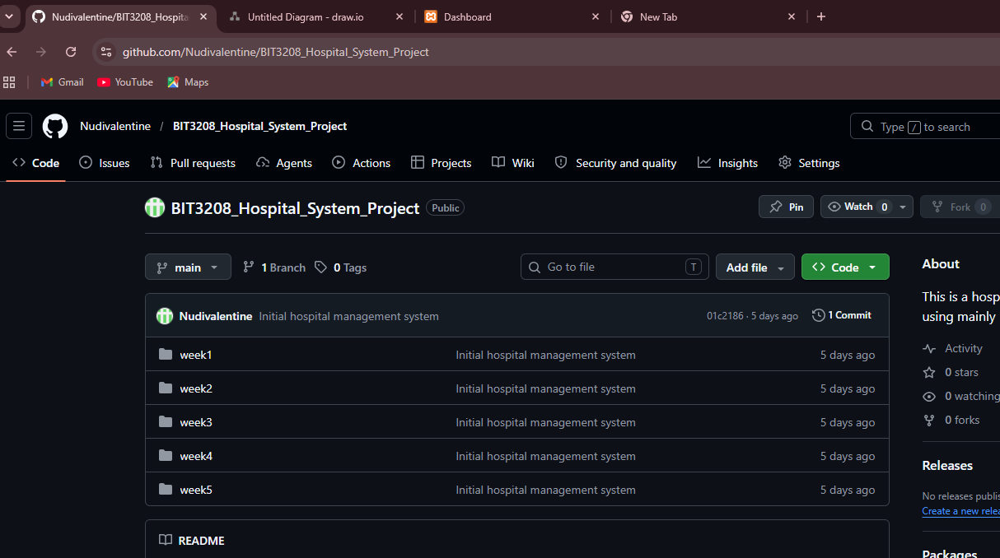 Nudivalentine/BIT3208_Hospita
Untitled Diagram - draw.io
Dashboard
New Tab
github.com/Nudivalentine/BIT3208_Hospital_System_Project
Gmail YouTube Maps
Nudivalentine / BIT3208_Hospital_System_Project
Type / to search
Code Issues Pull requests Agents Actions Projects Wiki Security and quality Insights Settings
BIT3208_Hospital_System_Project Public
Pin Watch 0 Fork 0
main 1 Branch 0 Tags
Go to file T Add file Code
Nudivalentine Initial hospital management system 01c2186 · 5 days ago 1 Commit
week1 Initial hospital management system 5 days ago
week2 Initial hospital management system 5 days ago
week3 Initial hospital management system 5 days ago
week4 Initial hospital management system 5 days ago
week5 Initial hospital management system 5 days ago
README
About
This is a hosp
using mainly
Activity
0 stars
0 watching
0 forks
Releases
No releases publis
Create a new relea
Packages